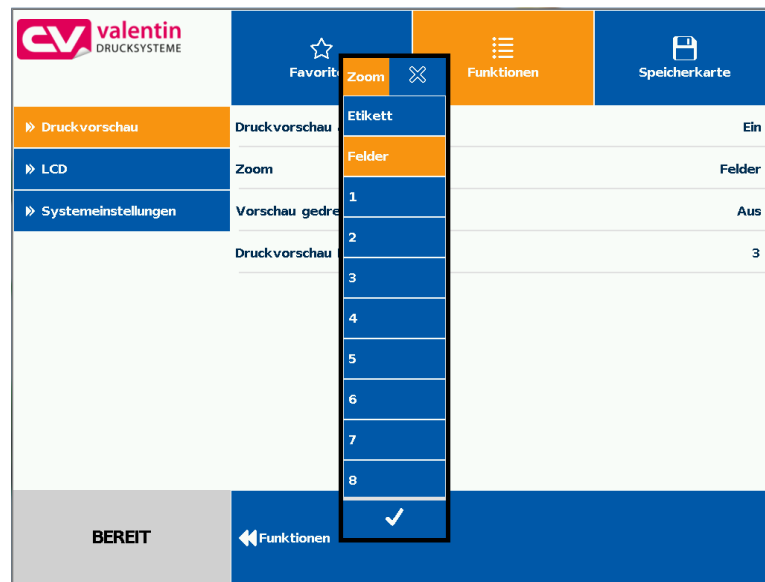 valentin
DRUCKSYSTEME
Favorit
Funktionen
Speicherkarte
Zoom
Etikett
Felder
1
2
3
4
5
6
7
8
Druckvorschau
LCD
Systemeinstellungen
Druckvorschau
Ein
Zoom
Felder
Vorschau gedre
Aus
Druckvorschau
3
BEREIT
Funktionen